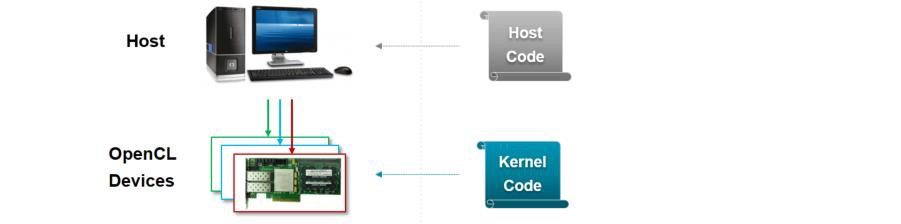 Host
Host
Code
OpenCL
Devices
Kernel
Code